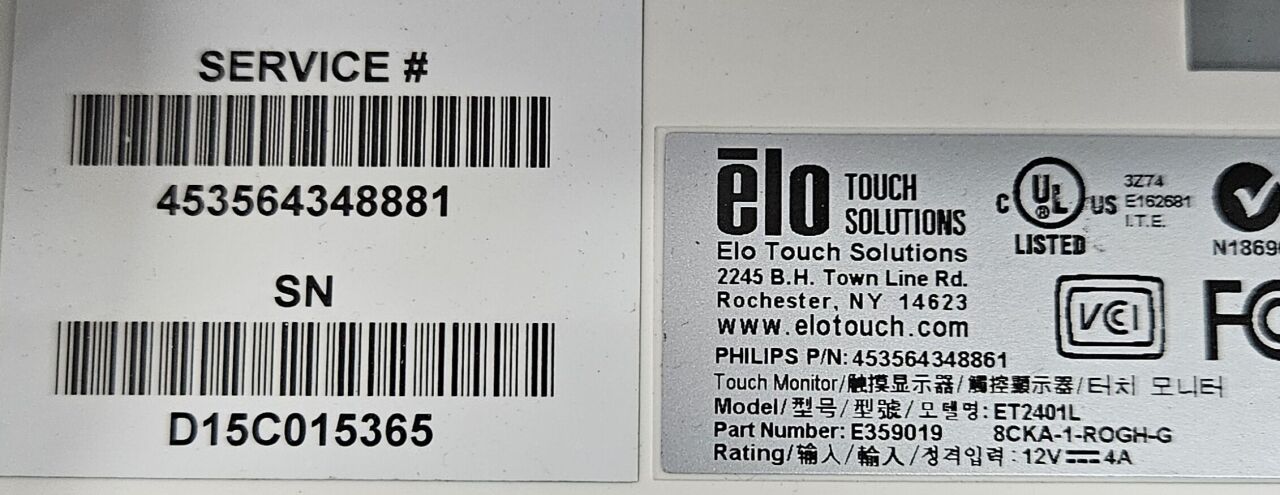 SERVICE #
453564348881
SN
D15C015365
ēlo TOUCH SOLUTIONS
Elo Touch Solutions
2245 B.H. Town Line Rd.
Rochester, NY 14623
www.elotouch.com
PHILIPS P/N: 453564348861
Touch Monitor/触摸显示器/觸控顯示器/터치 모니터
Model/型号/型號/모델명: ET2401L
Part Number: E359019 8CKA-1-ROGH-G
Rating/输入/輸入/정격입력: 12V⎓4A
C UL® US
LISTED
3Z74
E162681
I.T.E.
VCCI
FC